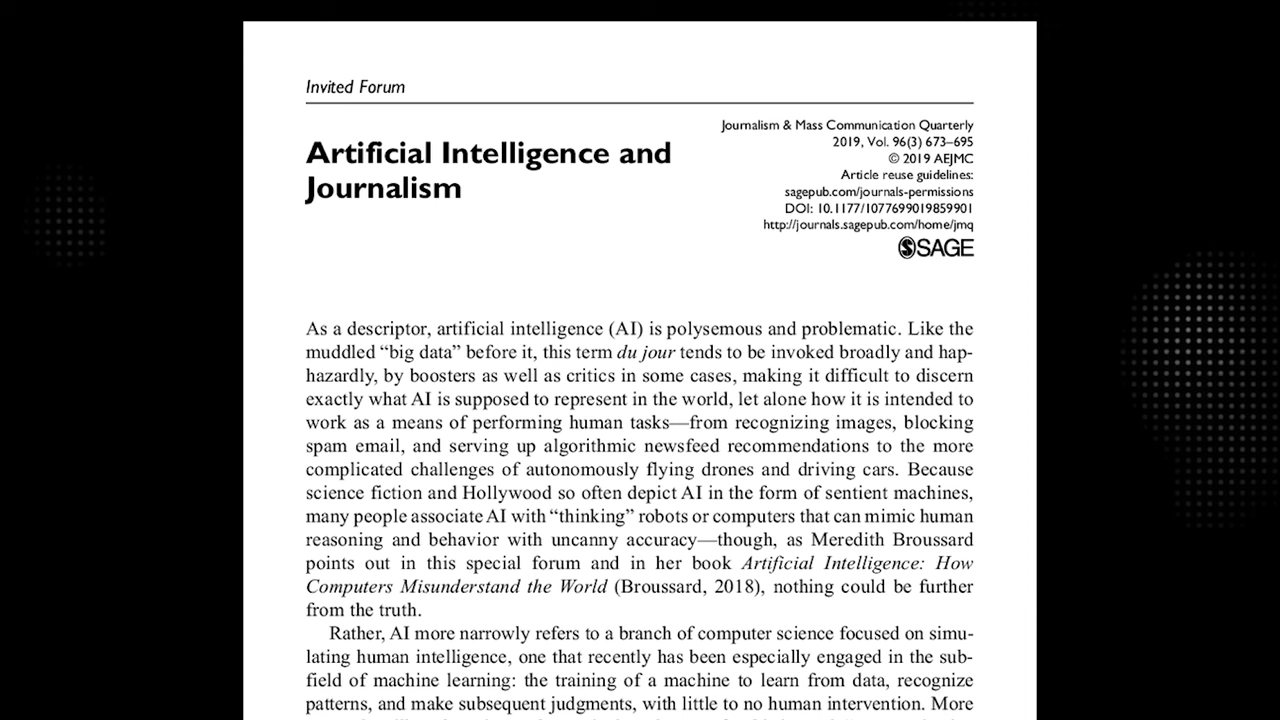 Invited Forum
Artificial Intelligence and
Journalism
Journalism & Mass Communication Quarterly
2019, Vol. 96(3) 673–695
© 2019 AEJMC
Article reuse guidelines:
sagepub.com/journals-permissions
DOI: 10.1177/1077699019859901
http://journals.sagepub.com/home/jmq
SAGE
As a descriptor, artificial intelligence (AI) is polysemous and problematic. Like the
muddled “big data” before it, this term du jour tends to be invoked broadly and hap-
hazardly, by boosters as well as critics in some cases, making it difficult to discern
exactly what AI is supposed to represent in the world, let alone how it is intended to
work as a means of performing human tasks—from recognizing images, blocking
spam email, and serving up algorithmic newsfeed recommendations to the more
complicated challenges of autonomously flying drones and driving cars. Because
science fiction and Hollywood so often depict AI in the form of sentient machines,
many people associate AI with “thinking” robots or computers that can mimic human
reasoning and behavior with uncanny accuracy—though, as Meredith Broussard
points out in this special forum and in her book Artificial Intelligence: How
Computers Misunderstand the World (Broussard, 2018), nothing could be further
from the truth.
Rather, AI more narrowly refers to a branch of computer science focused on simu-
lating human intelligence, one that recently has been especially engaged in the sub-
field of machine learning: the training of a machine to learn from data, recognize
patterns, and make subsequent judgments, with little to no human intervention. More